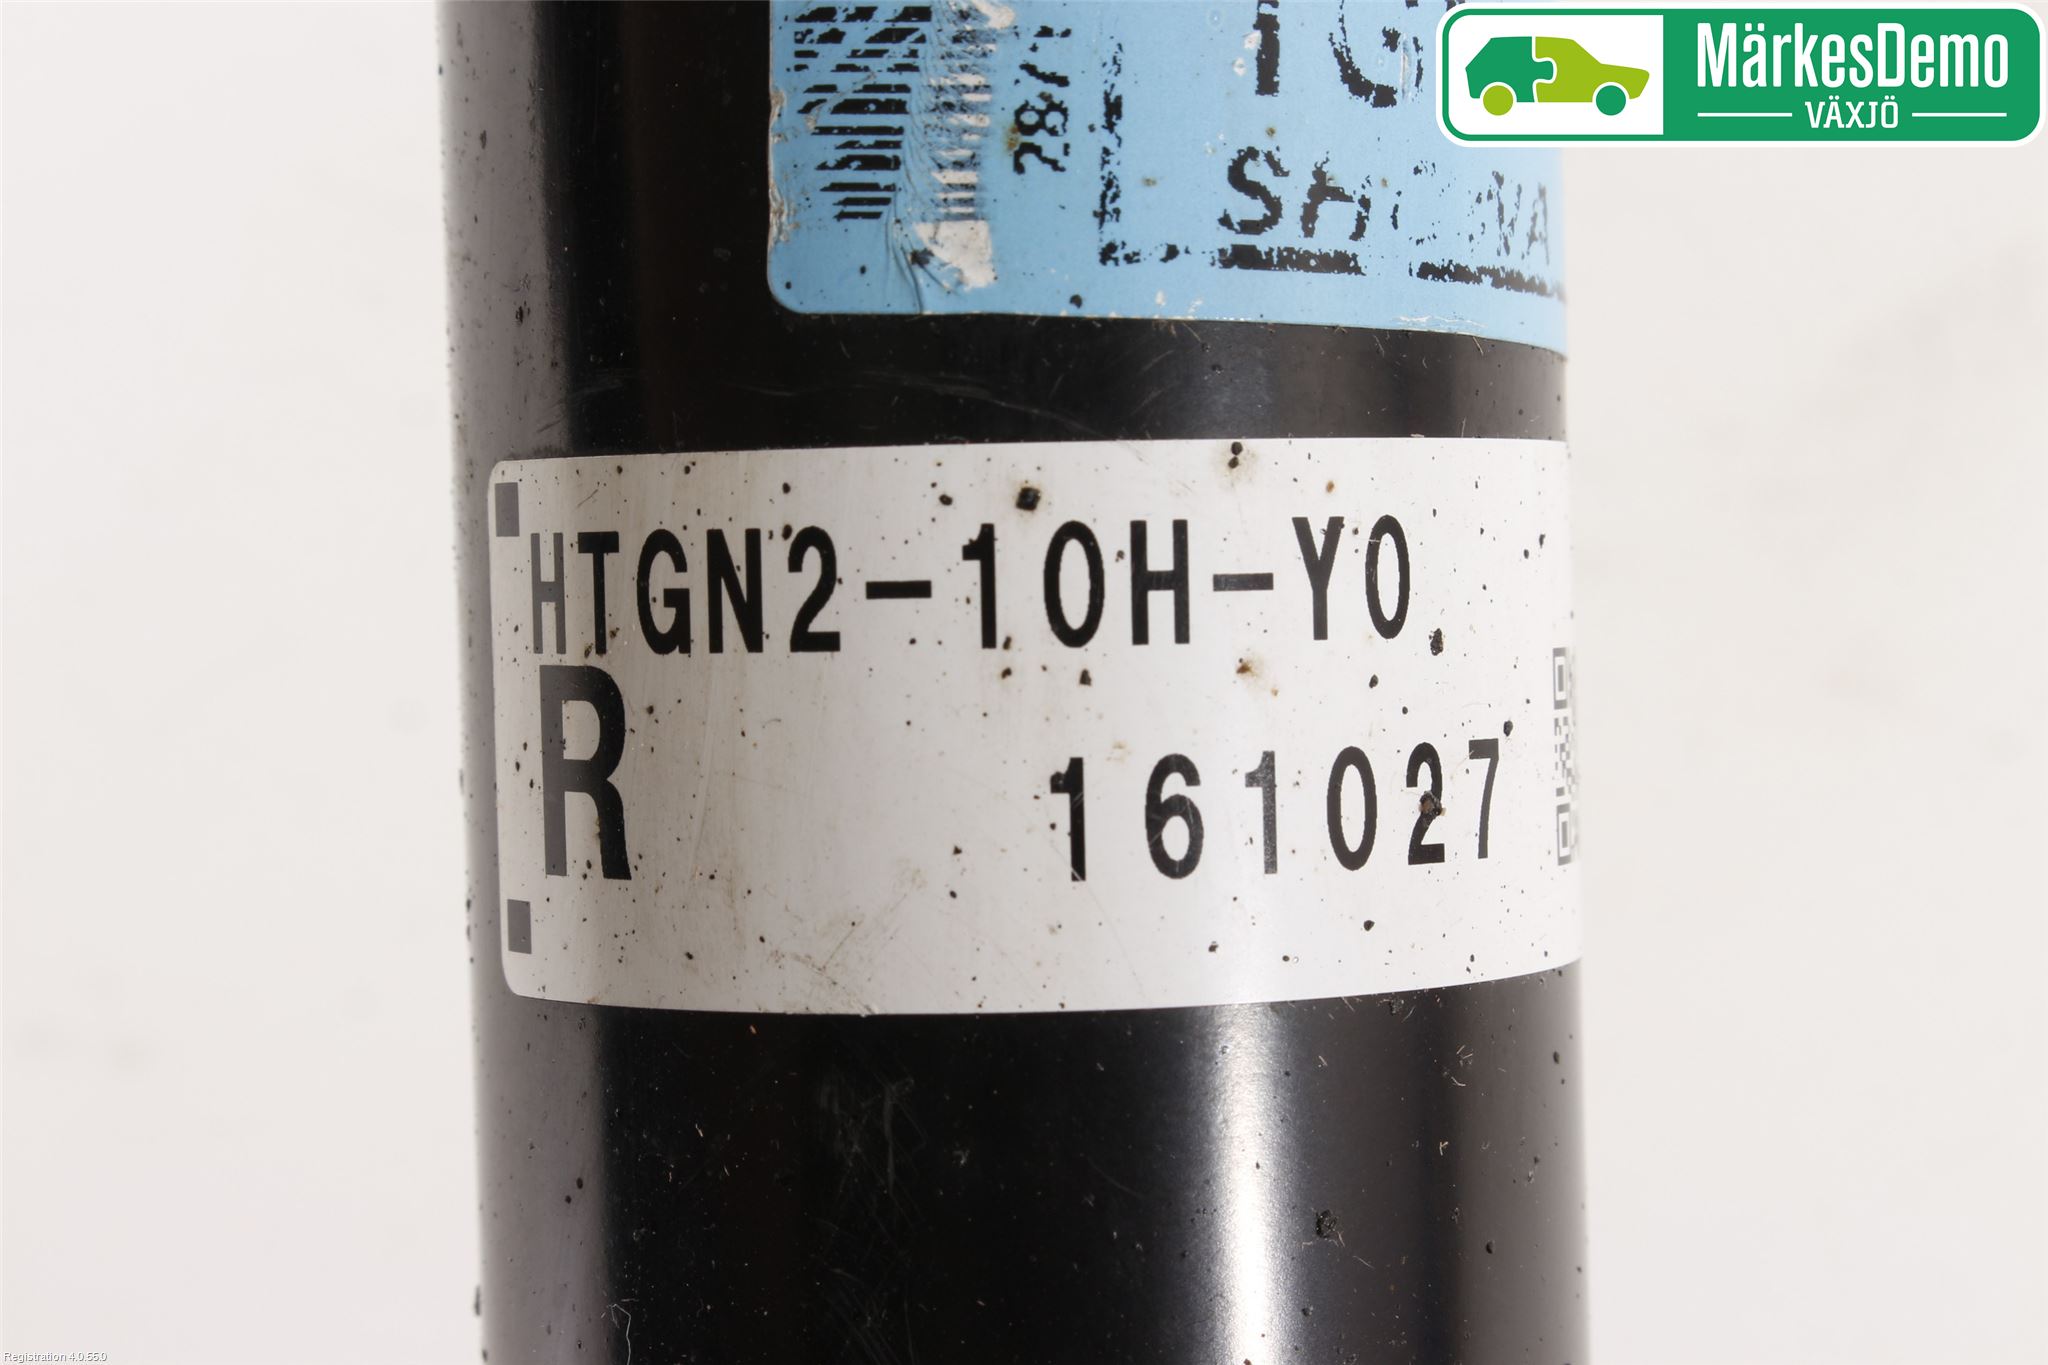 MärkesDemo
VÄXJÖ
HTGN2-10H-Y0
R
161027
Registration 4.0.55.0